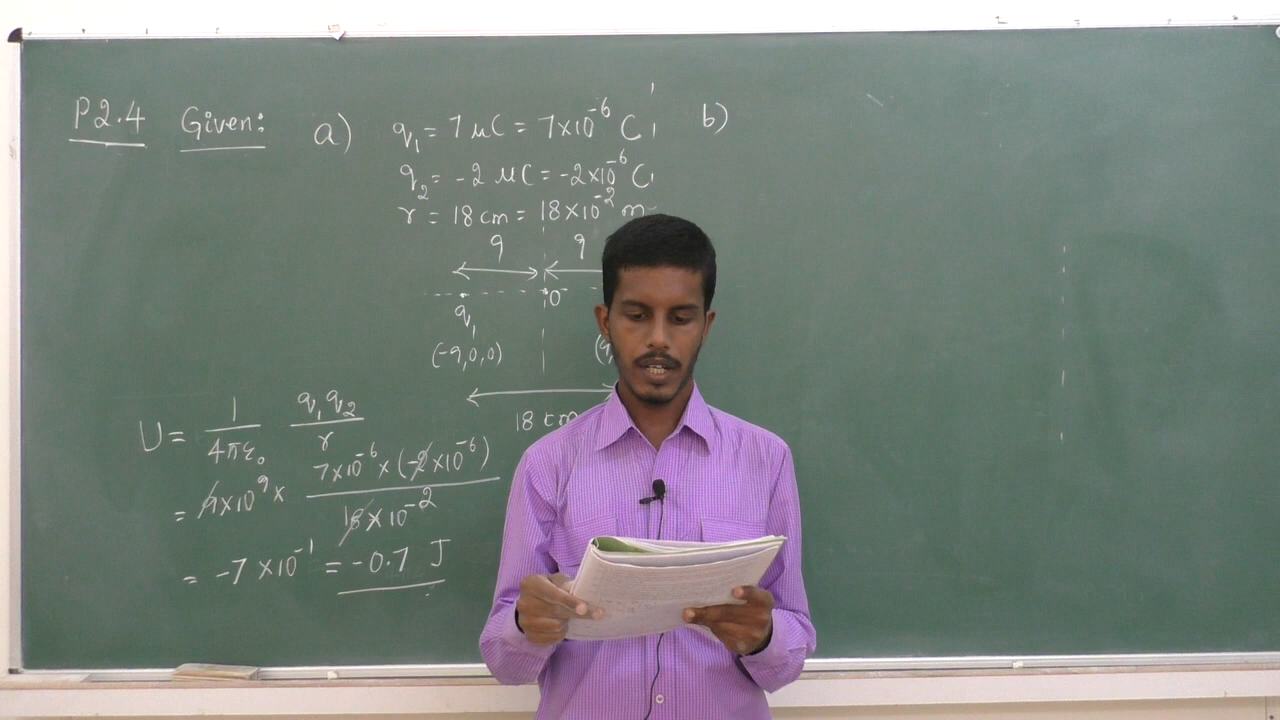 P2.4 Given: a) q₁ = 7 μC = 7×10⁻⁶ C b)
q₂ = -2 μC = -2×10⁻⁶ C
r = 18 cm = 18×10⁻² m
9 9
0
q₁
(-9,0,0) (9
18 cm
U = 1/4πε₀ q₁q₂/r
= 9×10⁹ × 7×10⁻⁶×(-2×10⁻⁶)/18×10⁻²
= -7×10⁻¹ = -0.7 J